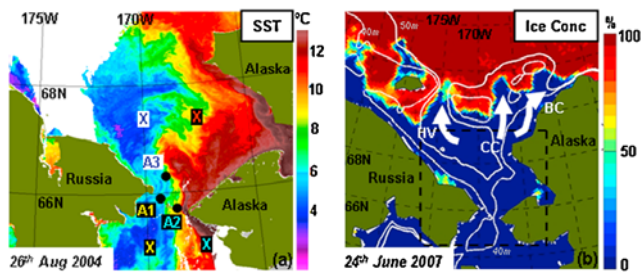 175W 170W SST °C
12
10
8
6
4
68N
66N
Alaska
X X
A3
Russia
A1 A2
Alaska
X X
26th Aug 2004 (a)
175W 170W Ice Conc %
40m 50m
100
50
0
HV CC BC
Alaska
68N
Russia
66N
40m
24th June 2007 (b)